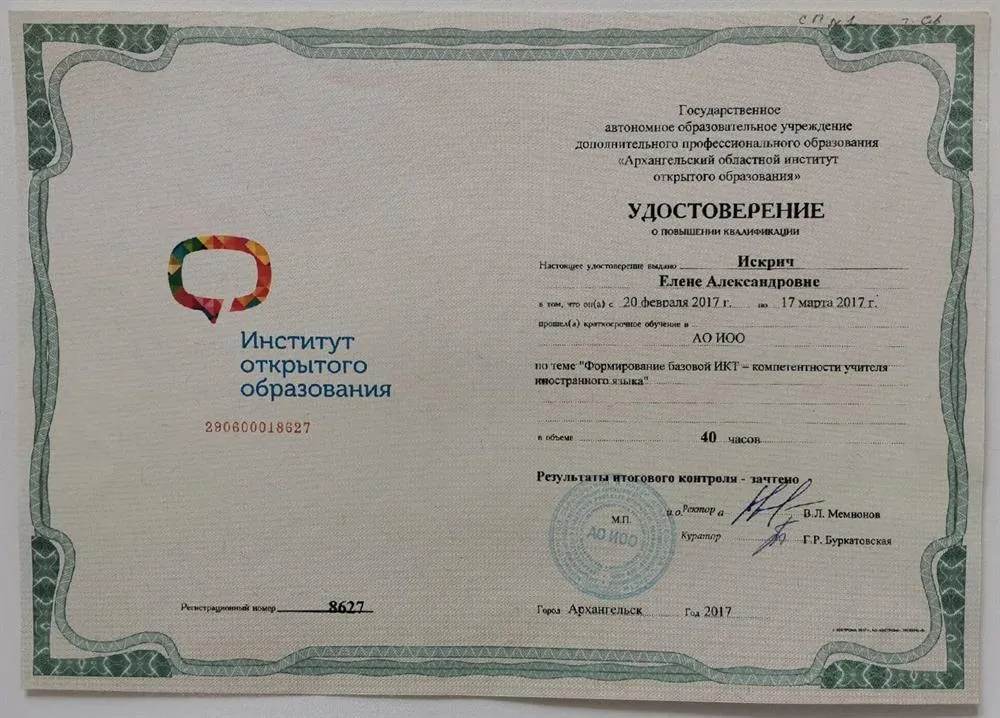 Институт
открытого
образования
290600018627
Регистрационный номер 8627
Государственное
автономное образовательное учреждение
дополнительного профессионального образования
«Архангельский областной институт
открытого образования»
УДОСТОВЕРЕНИЕ
О ПОВЫШЕНИИ КВАЛИФИКАЦИИ
Настоящее удостоверение выдано Искрич
Елене Александровне
в том, что он(а) с 20 февраля 2017 г. по 17 марта 2017 г.
прошел(а) краткосрочное обучение в
АО ИОО
по теме "Формирование базовой ИКТ – компетентности учителя
иностранного языка"
в объеме 40 часов
Результаты итогового контроля - зачтено
М.П.
АО ИОО
и.о. Ректор а В.Л. Мемнонов
Куратор Г.Р. Буркатовская
Город Архангельск Год 2017